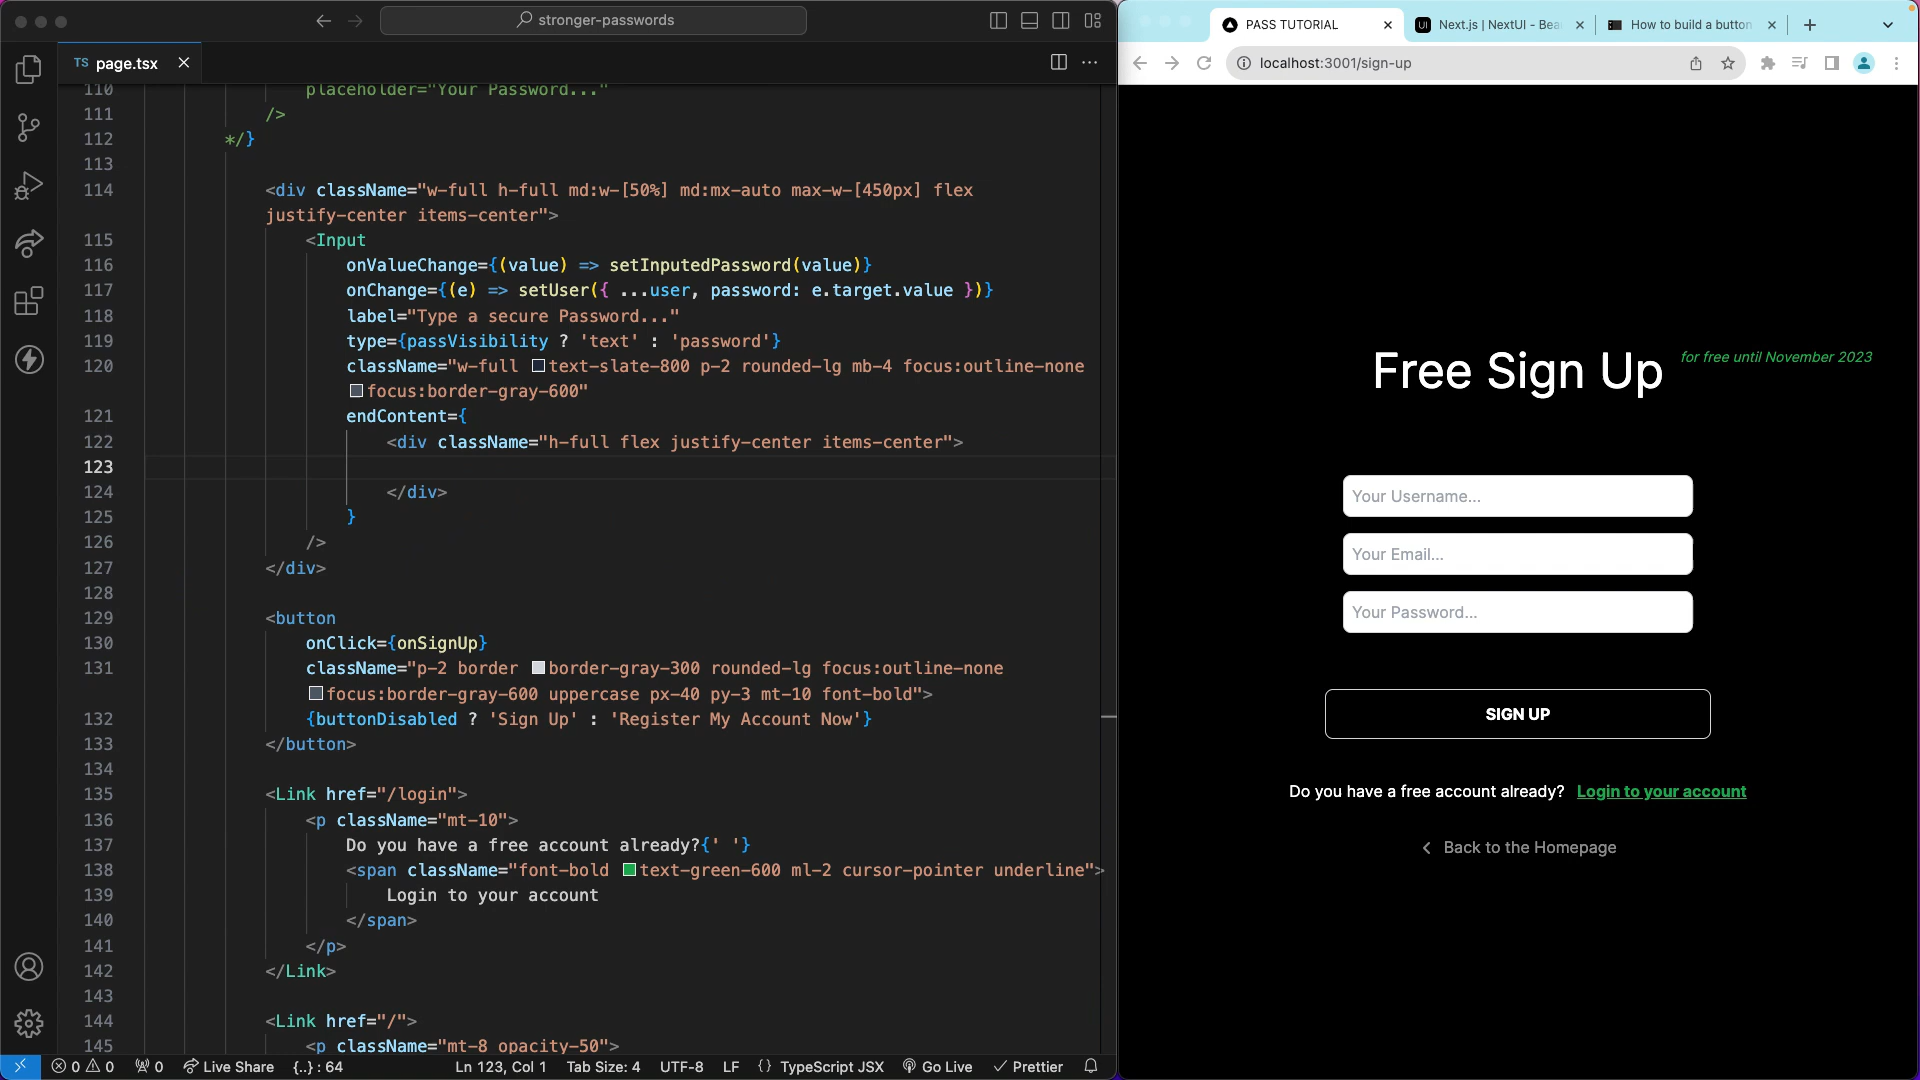 stronger-passwords
TS page.tsx
110 placeholder="Your Password..."
111 />
112 */}
113
114 <div className="w-full h-full md:w-[50%] md:mx-auto max-w-[450px] flex
justify-center items-center">
115 <Input
116 onValueChange={(value) => setInputedPassword(value)}
117 onChange={(e) => setUser({ ...user, password: e.target.value })}
118 label="Type a secure Password..."
119 type={passVisibility ? 'text' : 'password'}
120 className="w-full text-slate-800 p-2 rounded-lg mb-4 focus:outline-none
focus:border-gray-600"
121 endContent={
122 <div className="h-full flex justify-center items-center">
123
124 </div>
125 }
126 />
127 </div>
128
129 <button
130 onClick={onSignUp}
131 className="p-2 border border-gray-300 rounded-lg focus:outline-none
focus:border-gray-600 uppercase px-40 py-3 mt-10 font-bold">
132 {buttonDisabled ? 'Sign Up' : 'Register My Account Now'}
133 </button>
134
135 <Link href="/login">
136 <p className="mt-10">
137 Do you have a free account already?{' '}
138 <span className="font-bold text-green-600 ml-2 cursor-pointer underline">
139 Login to your account
140 </span>
141 </p>
142 </Link>
143
144 <Link href="/">
145 <p className="mt-8 opacity-50">
0 0 0 Live Share {..} : 64 Ln 123, Col 1 Tab Size: 4 UTF-8 LF {} TypeScript JSX Go Live Prettier
PASS TUTORIAL
UI Next.js | NextUI - Bea
How to build a button
localhost:3001/sign-up
Free Sign Up
for free until November 2023
Your Username...
Your Email...
Your Password...
SIGN UP
Do you have a free account already? Login to your account
Back to the Homepage